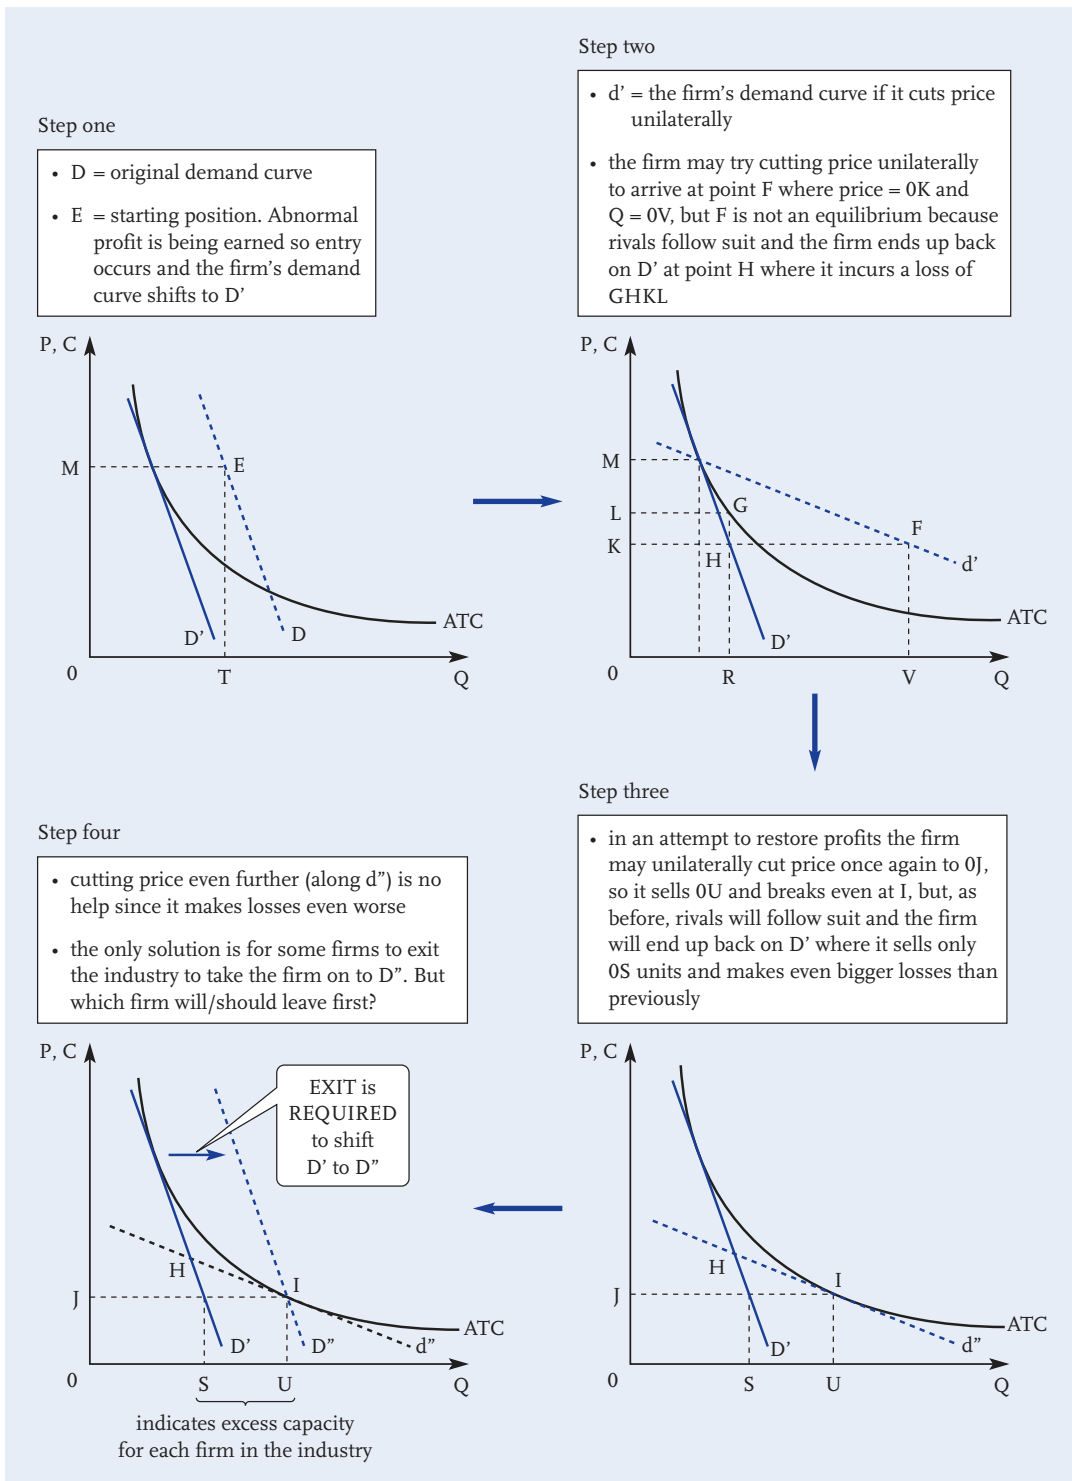 Step one
• D = original demand curve
• E = starting position. Abnormal
profit is being earned so entry
occurs and the firm’s demand
curve shifts to D’
P, C
M
E
D’
D
ATC
0
T
Q
Step two
• d’ = the firm’s demand curve if it cuts price
unilaterally
• the firm may try cutting price unilaterally
to arrive at point F where price = 0K and
Q = 0V, but F is not an equilibrium because
rivals follow suit and the firm ends up back
on D’ at point H where it incurs a loss of
GHKL
P, C
M
L
G
K
F
H
d’
ATC
D’
0
R
V
Q
Step three
• in an attempt to restore profits the firm
may unilaterally cut price once again to 0J,
so it sells 0U and breaks even at I, but, as
before, rivals will follow suit and the firm
will end up back on D’ where it sells only
0S units and makes even bigger losses than
previously
P, C
H
I
J
ATC
D’
d”
0
S
U
Q
Step four
• cutting price even further (along d”) is no
help since it makes losses even worse
• the only solution is for some firms to exit
the industry to take the firm on to D”. But
which firm will/should leave first?
P, C
EXIT is
REQUIRED
to shift
D’ to D”
H
I
J
ATC
D’
D”
d”
0
S
U
Q
indicates excess capacity
for each firm in the industry